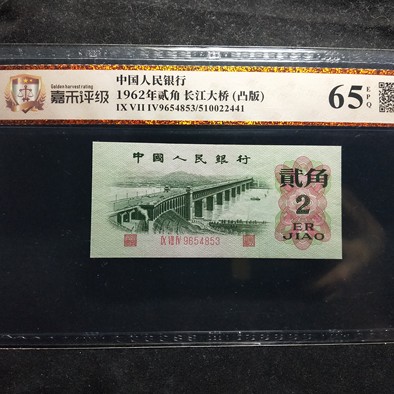 Golden harvest rating
嘉禾评级
中国人民银行
1962年贰角 长江大桥 (凸版)
IX VII IV9654853/510022441
65 EPQ
中國人民銀行
貳角
2
ER
JIAO
IX VII IV 9654853